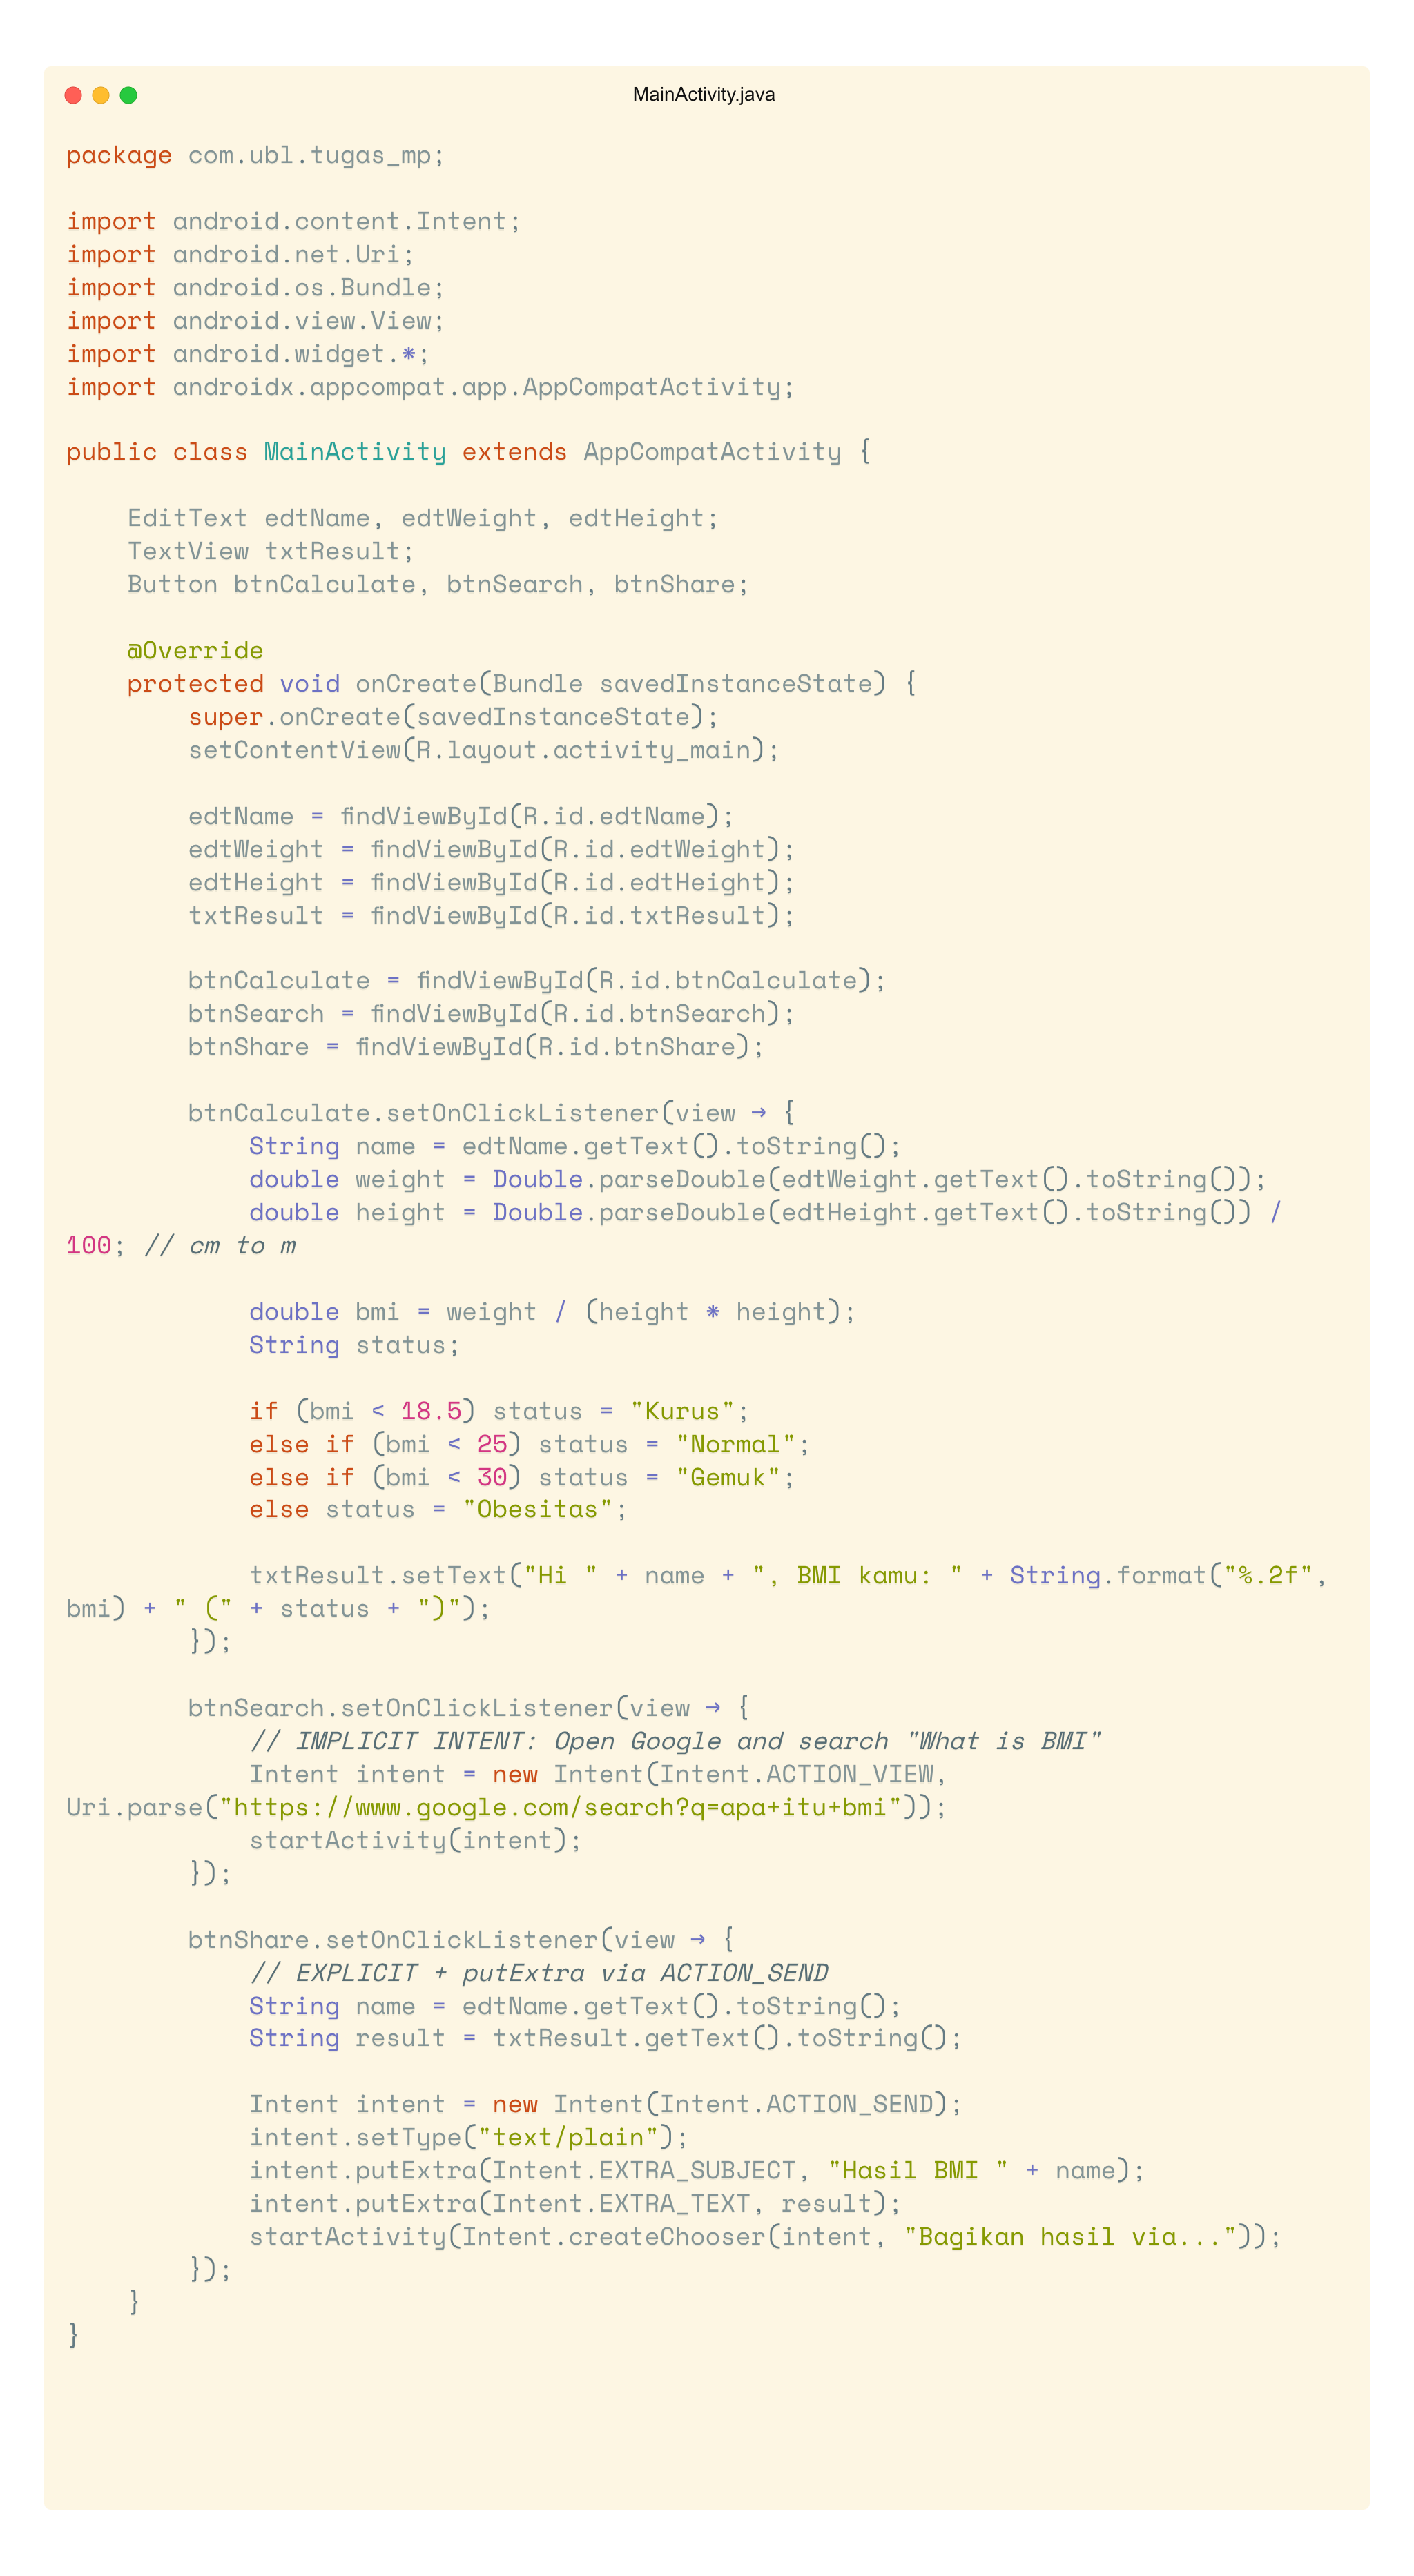 MainActivity.java
package com.ubl.tugas_mp;
import android.content.Intent;
import android.net.Uri;
import android.os.Bundle;
import android.view.View;
import android.widget.*;
import androidx.appcompat.app.AppCompatActivity;
public class MainActivity extends AppCompatActivity {
    EditText edtName, edtWeight, edtHeight;
    TextView txtResult;
    Button btnCalculate, btnSearch, btnShare;
    @Override
    protected void onCreate(Bundle savedInstanceState) {
        super.onCreate(savedInstanceState);
        setContentView(R.layout.activity_main);
        edtName = findViewById(R.id.edtName);
        edtWeight = findViewById(R.id.edtWeight);
        edtHeight = findViewById(R.id.edtHeight);
        txtResult = findViewById(R.id.txtResult);
        btnCalculate = findViewById(R.id.btnCalculate);
        btnSearch = findViewById(R.id.btnSearch);
        btnShare = findViewById(R.id.btnShare);
        btnCalculate.setOnClickListener(view → {
            String name = edtName.getText().toString();
            double weight = Double.parseDouble(edtWeight.getText().toString());
            double height = Double.parseDouble(edtHeight.getText().toString()) /
100; // cm to m
            double bmi = weight / (height * height);
            String status;
            if (bmi < 18.5) status = "Kurus";
            else if (bmi < 25) status = "Normal";
            else if (bmi < 30) status = "Gemuk";
            else status = "Obesitas";
            txtResult.setText("Hi " + name + ", BMI kamu: " + String.format("%.2f",
bmi) + " (" + status + ")");
        });
        btnSearch.setOnClickListener(view → {
            // IMPLICIT INTENT: Open Google and search "What is BMI"
            Intent intent = new Intent(Intent.ACTION_VIEW,
Uri.parse("https://www.google.com/search?q=apa+itu+bmi"));
            startActivity(intent);
        });
        btnShare.setOnClickListener(view → {
            // EXPLICIT + putExtra via ACTION_SEND
            String name = edtName.getText().toString();
            String result = txtResult.getText().toString();
            Intent intent = new Intent(Intent.ACTION_SEND);
            intent.setType("text/plain");
            intent.putExtra(Intent.EXTRA_SUBJECT, "Hasil BMI " + name);
            intent.putExtra(Intent.EXTRA_TEXT, result);
            startActivity(Intent.createChooser(intent, "Bagikan hasil via..."));
        });
    }
}